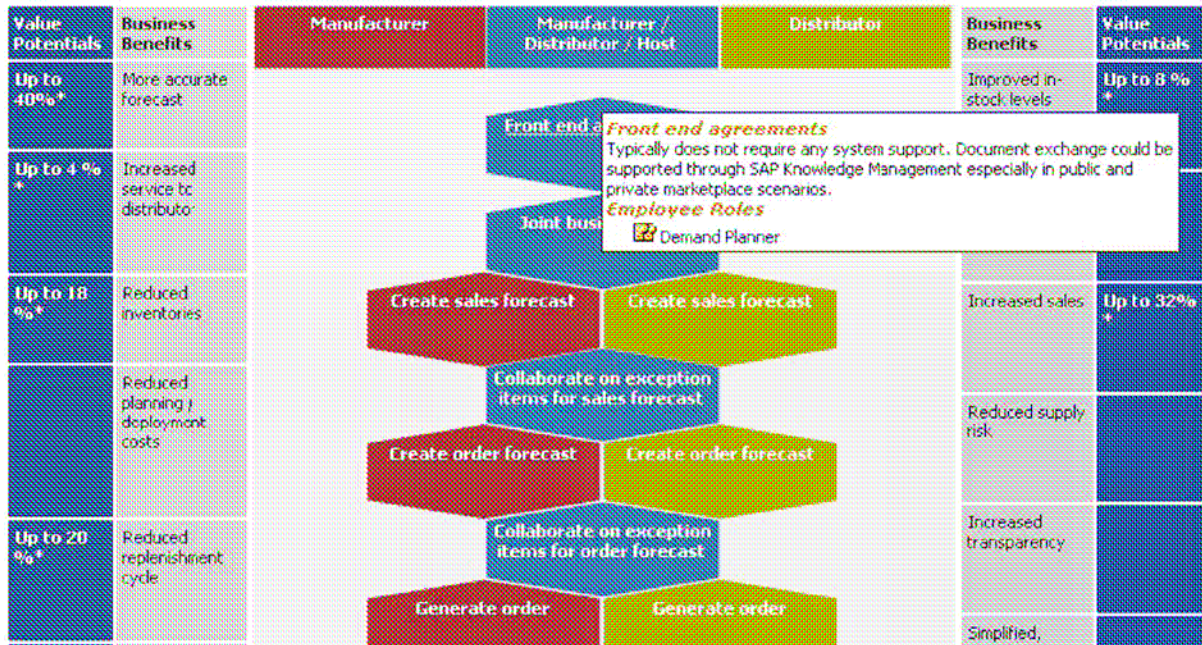 Value
Potentials
Business
Benefits
Manufacturer
Manufacturer /
Distributor / Host
Distributor
Business
Benefits
Value
Potentials
Up to
40%*
More accurate
forecast
Improved in-
stock levels
Up to 8 %
*
Front end a
Front end agreements
Typically does not require any system support. Document exchange could be
supported through SAP Knowledge Management especially in public and
private marketplace scenarios.
Employee Roles
Demand Planner
Up to 4 %
*
Increased
service to
distributor
Joint busi
Up to 18
%*
Reduced
inventories
Create sales forecast
Create sales forecast
Increased sales
Up to 32%
*
Collaborate on exception
items for sales forecast
Reduced
planning /
deployment
costs
Reduced supply
risk
Create order forecast
Create order forecast
Up to 20
%*
Reduced
replenishment
cycle
Collaborate on exception
items for order forecast
Increased
transparency
Generate order
Generate order
Simplified,